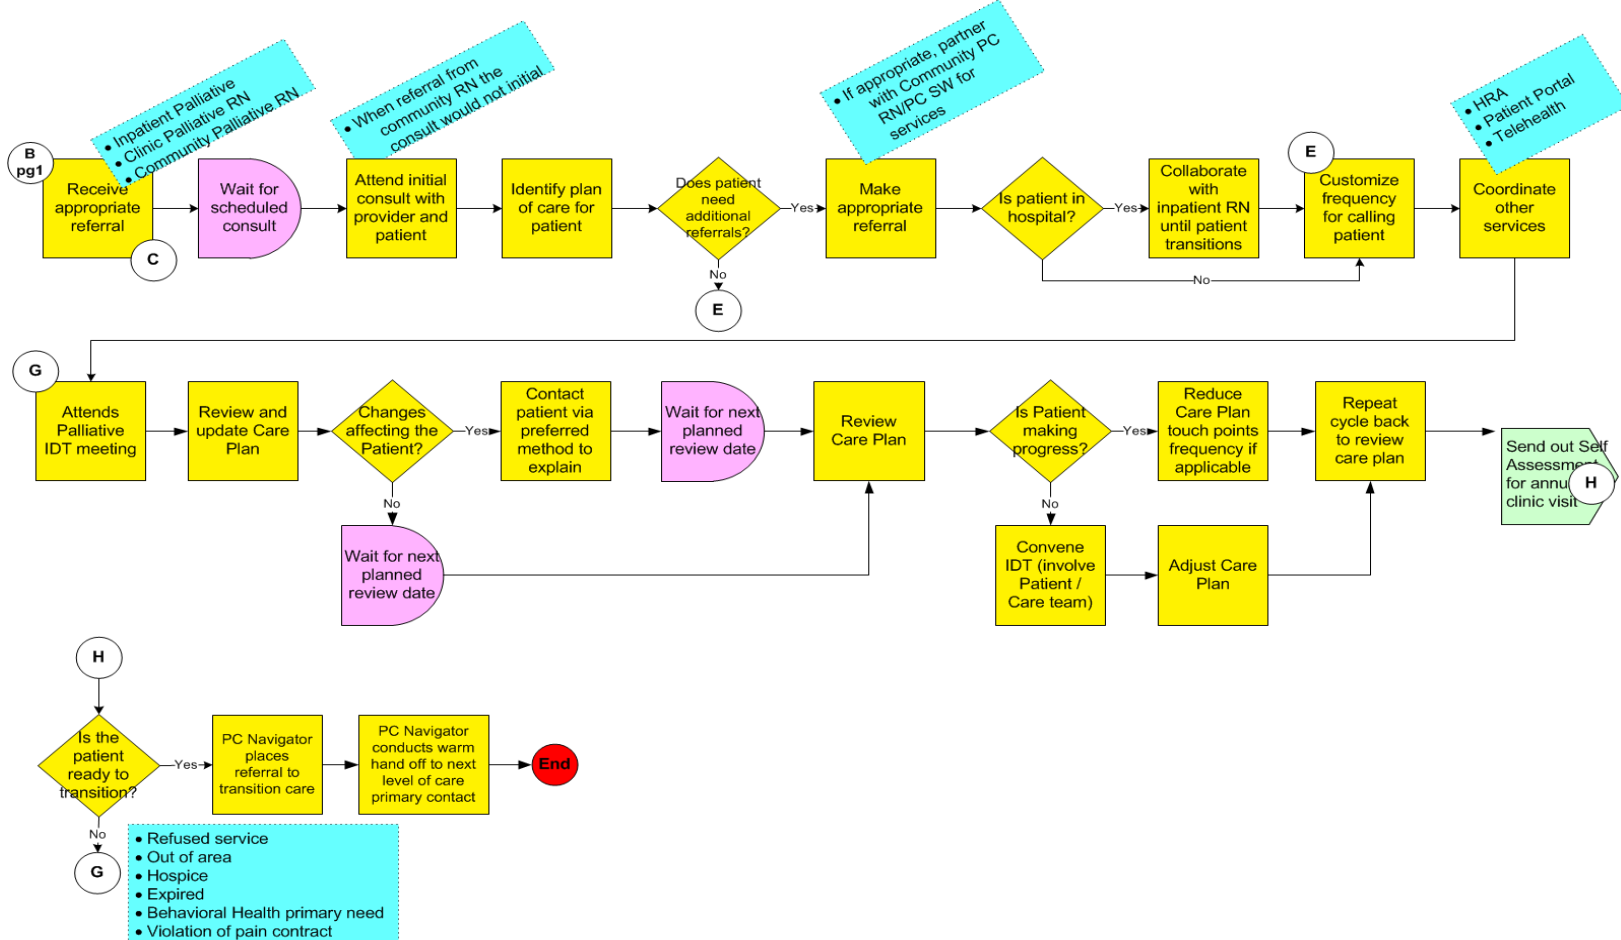 • Inpatient Palliative
• Clinic Palliative RN
• Community Palliative RN
• When referral from
community RN the
consult would not initial
• If appropriate, partner
with Community PC
RN/PC SW for
services
• HRA
• Patient Portal
• Telehealth
B
pg1
Receive
appropriate
referral
C
Wait for
scheduled
consult
Attend initial
consult with
provider and
patient
Identify plan
of care for
patient
Does patient
need
additional
referrals?
Yes
No
E
Make
appropriate
referral
Is patient in
hospital?
Yes
No
Collaborate
with
inpatient RN
until patient
transitions
E
Customize
frequency
for calling
patient
Coordinate
other
services
G
Attends
Palliative
IDT meeting
Review and
update Care
Plan
Changes
affecting the
Patient?
Yes
No
Contact
patient via
preferred
method to
explain
Wait for next
planned
review date
Wait for next
planned
review date
Review
Care Plan
Is Patient
making
progress?
Yes
No
Reduce
Care Plan
touch points
frequency if
applicable
Convene
IDT (involve
Patient /
Care team)
Adjust Care
Plan
Repeat
cycle back
to review
care plan
Send out Self
Assessment
for annu
clinic visit
H
H
Is the
patient
ready to
transition?
Yes
No
G
PC Navigator
places
referral to
transition care
PC Navigator
conducts warm
hand off to next
level of care
primary contact
End
• Refused service
• Out of area
• Hospice
• Expired
• Behavioral Health primary need
• Violation of pain contract